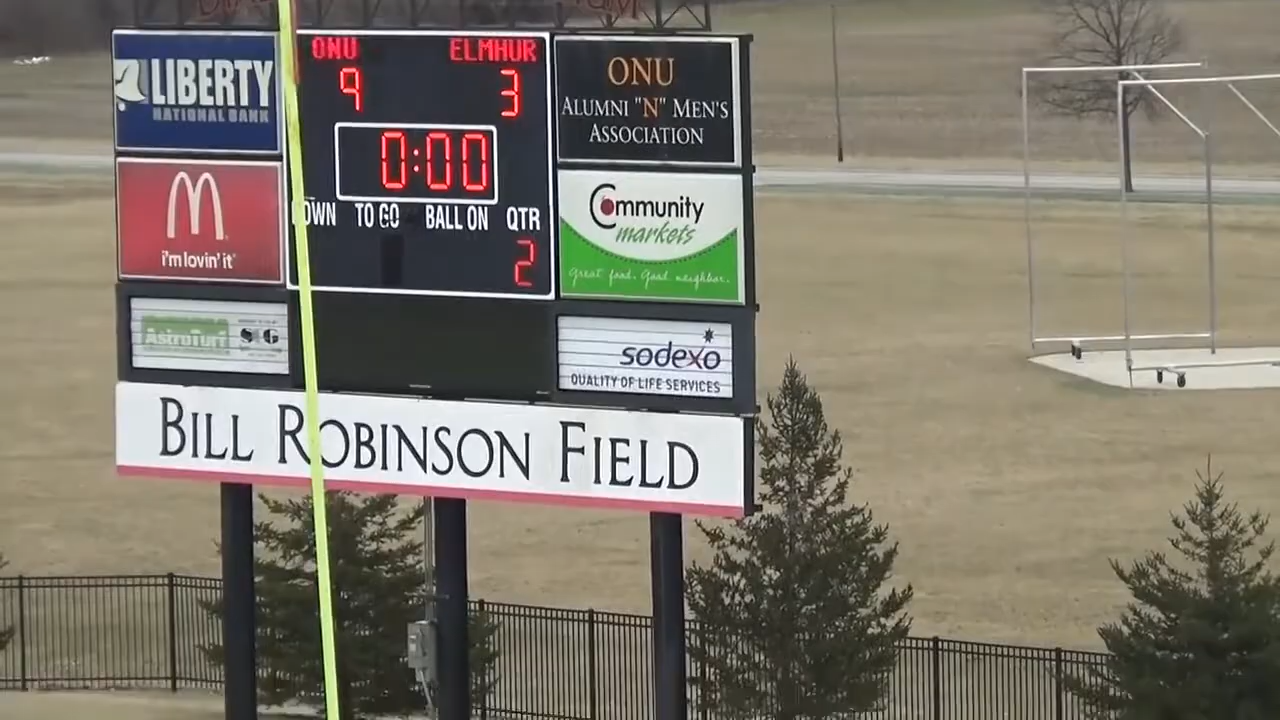 LIBERTY
NATIONAL BANK
i'm lovin' it
AstroTurf
ONU ELMHUR
9 3
0:00
DOWN TO GO BALL ON QTR
2
ONU
ALUMNI "N" MEN'S
ASSOCIATION
Community
markets
Great food. Good neighbor.
sodexo
QUALITY OF LIFE SERVICES
BILL ROBINSON FIELD